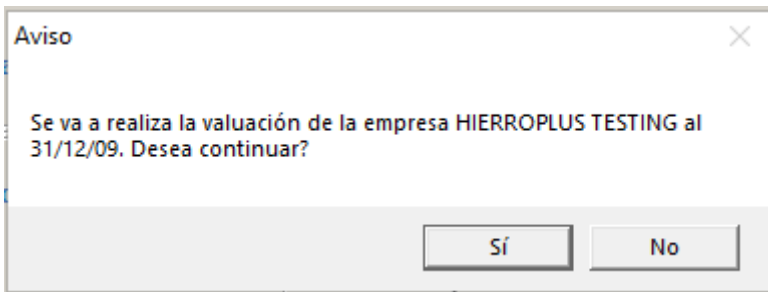 Aviso
Se va a realiza la valuación de la empresa HIERROPLUS TESTING al
31/12/09. Desea continuar?
Sí
No